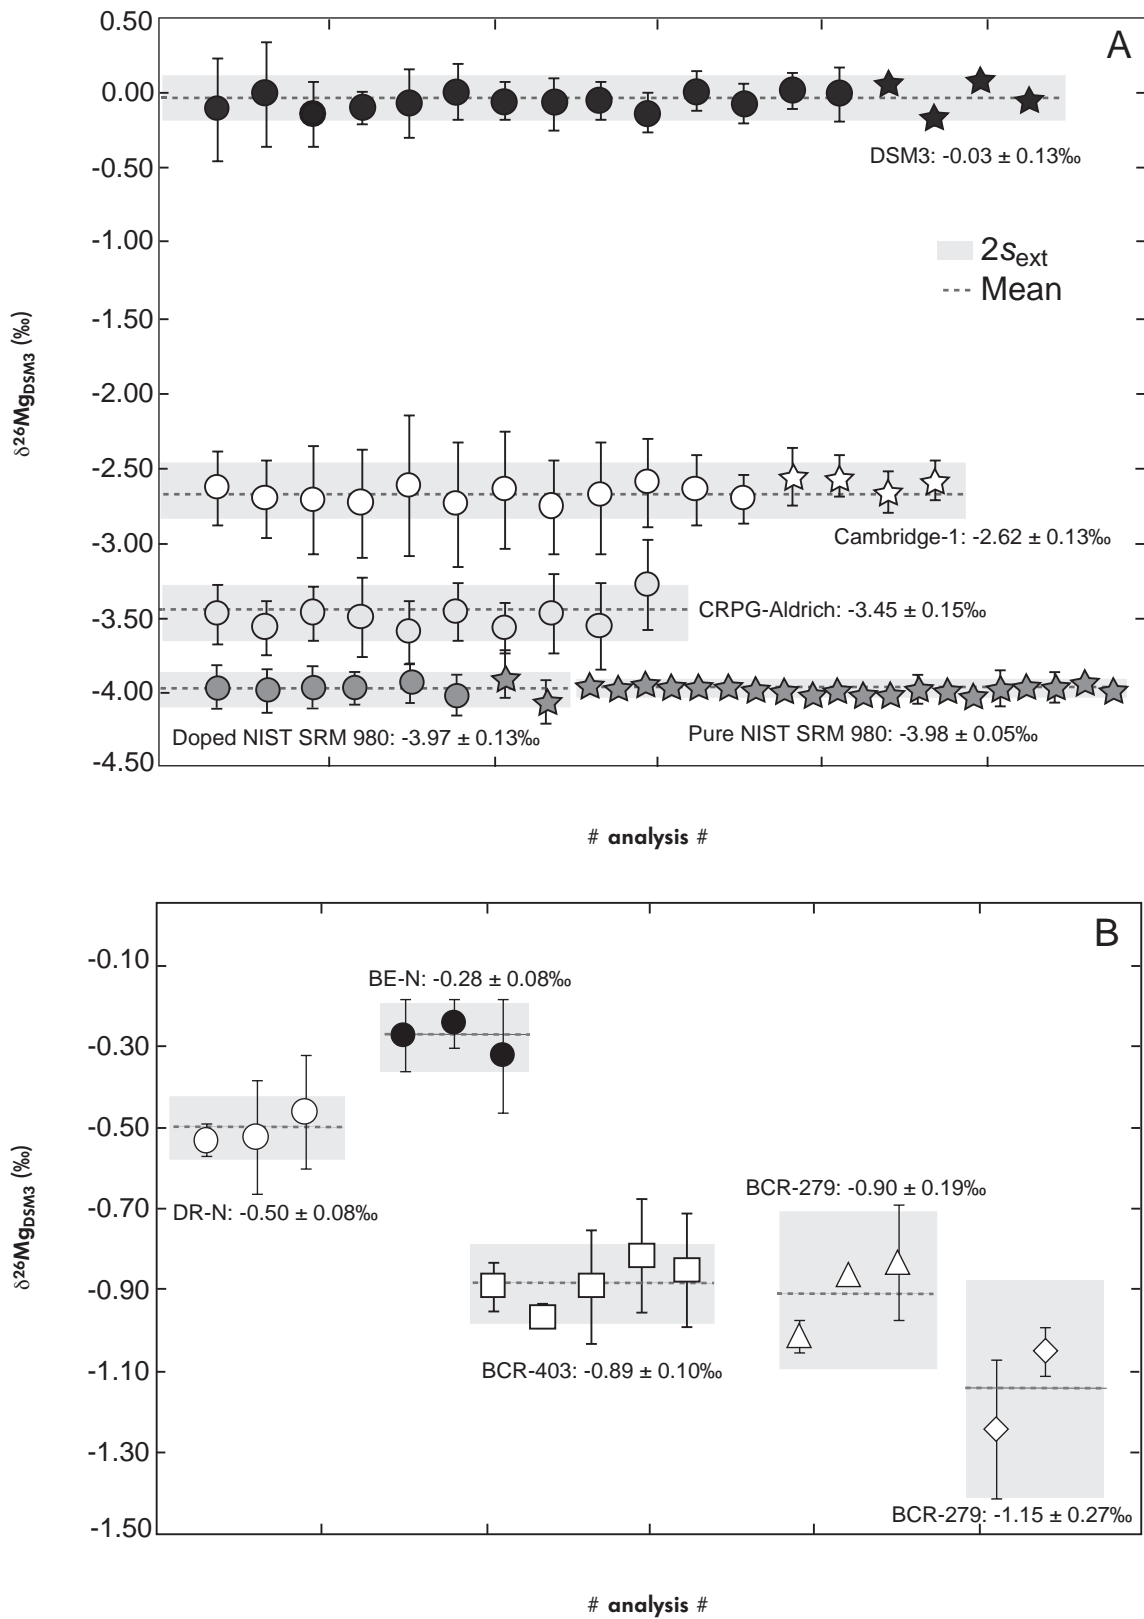 A
0.50
0.00
-0.50
-1.00
-1.50
-2.00
-2.50
-3.00
-3.50
-4.00
-4.50
δ26MgDSM3 (‰)
DSM3: -0.03 ± 0.13‰
2sext
Mean
Cambridge-1: -2.62 ± 0.13‰
CRPG-Aldrich: -3.45 ± 0.15‰
Doped NIST SRM 980: -3.97 ± 0.13‰
Pure NIST SRM 980: -3.98 ± 0.05‰
# analysis #
B
-0.10
-0.30
-0.50
-0.70
-0.90
-1.10
-1.30
-1.50
δ26MgDSM3 (‰)
BE-N: -0.28 ± 0.08‰
DR-N: -0.50 ± 0.08‰
BCR-279: -0.90 ± 0.19‰
BCR-403: -0.89 ± 0.10‰
BCR-279: -1.15 ± 0.27‰
# analysis #